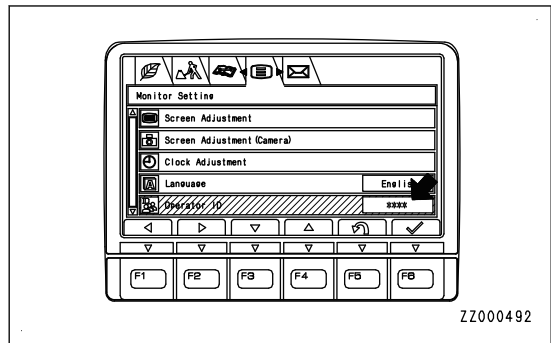 Monitor Setting
Screen Adjustment
Screen Adjustment(Camera)
Clock Adjustment
A Language Englis
Operator ID ****
F1 F2 F3 F4 F5 F6
ZZ000492